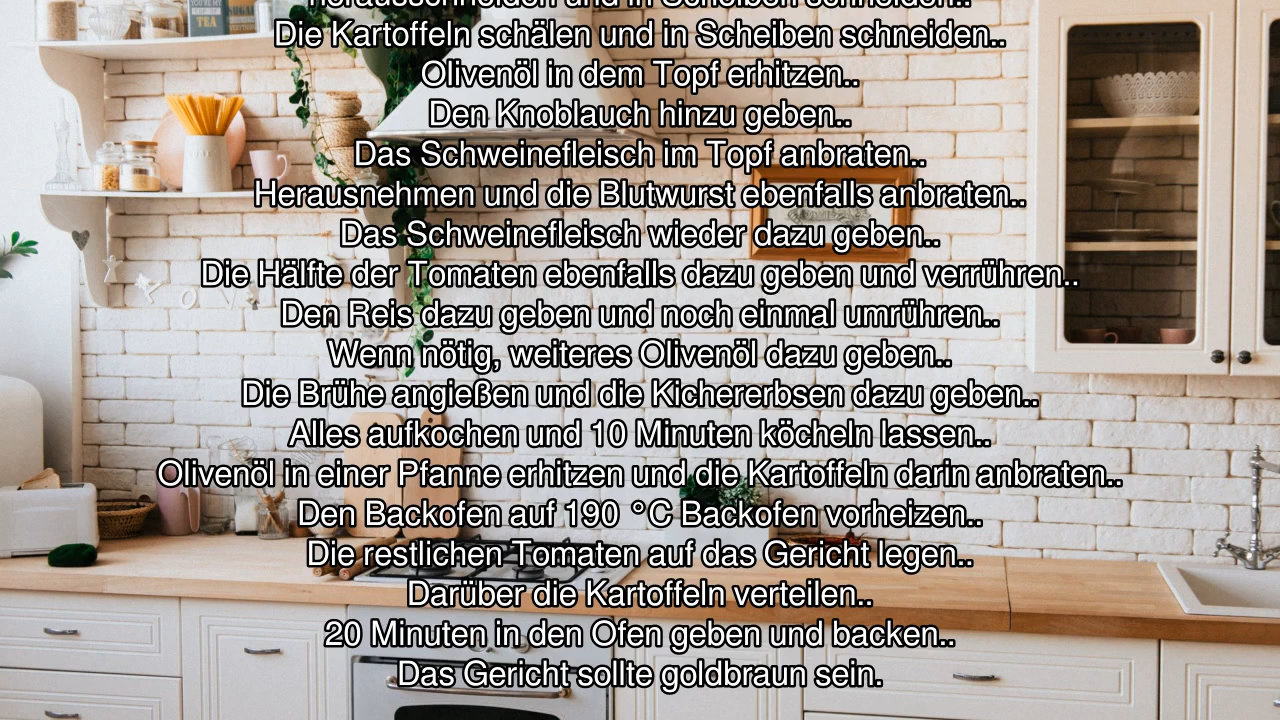 herausschneiden und in Scheiben schneiden..
Die Kartoffeln schälen und in Scheiben schneiden..
Olivenöl in dem Topf erhitzen..
Den Knoblauch hinzu geben..
Das Schweinefleisch im Topf anbraten..
Herausnehmen und die Blutwurst ebenfalls anbraten..
Das Schweinefleisch wieder dazu geben..
Die Hälfte der Tomaten ebenfalls dazu geben und verrühren..
Den Reis dazu geben und noch einmal umrühren..
Wenn nötig, weiteres Olivenöl dazu geben..
Die Brühe angießen und die Kichererbsen dazu geben..
Alles aufkochen und 10 Minuten köcheln lassen..
Olivenöl in einer Pfanne erhitzen und die Kartoffeln darin anbraten..
Den Backofen auf 190 °C Backofen vorheizen..
Die restlichen Tomaten auf das Gericht legen..
Darüber die Kartoffeln verteilen..
20 Minuten in den Ofen geben und backen..
Das Gericht sollte goldbraun sein.